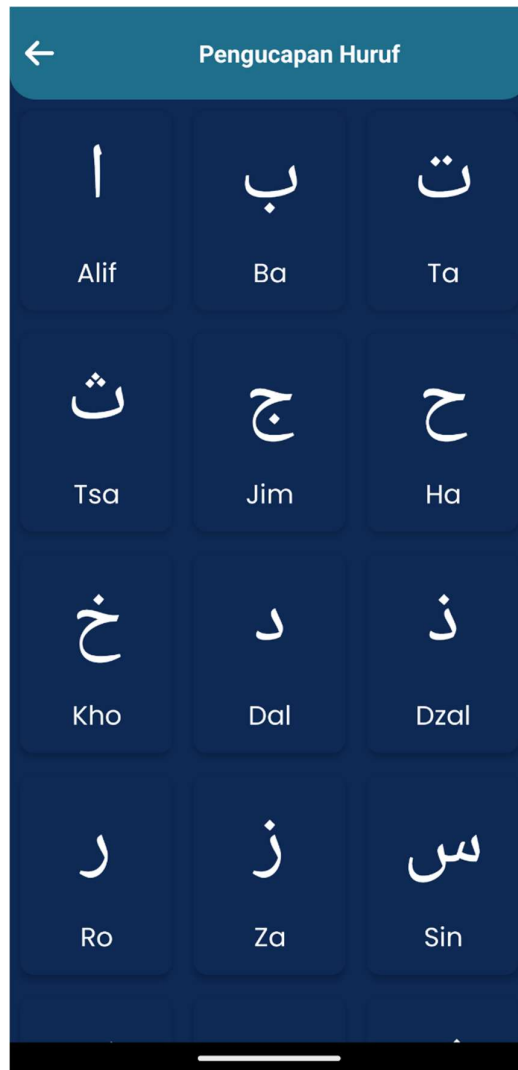 Pengucapan Huruf
ا ب ت
Alif Ba Ta
ث ج ح
Tsa Jim Ha
خ د ذ
Kho Dal Dzal
ر ز س
Ro Za Sin